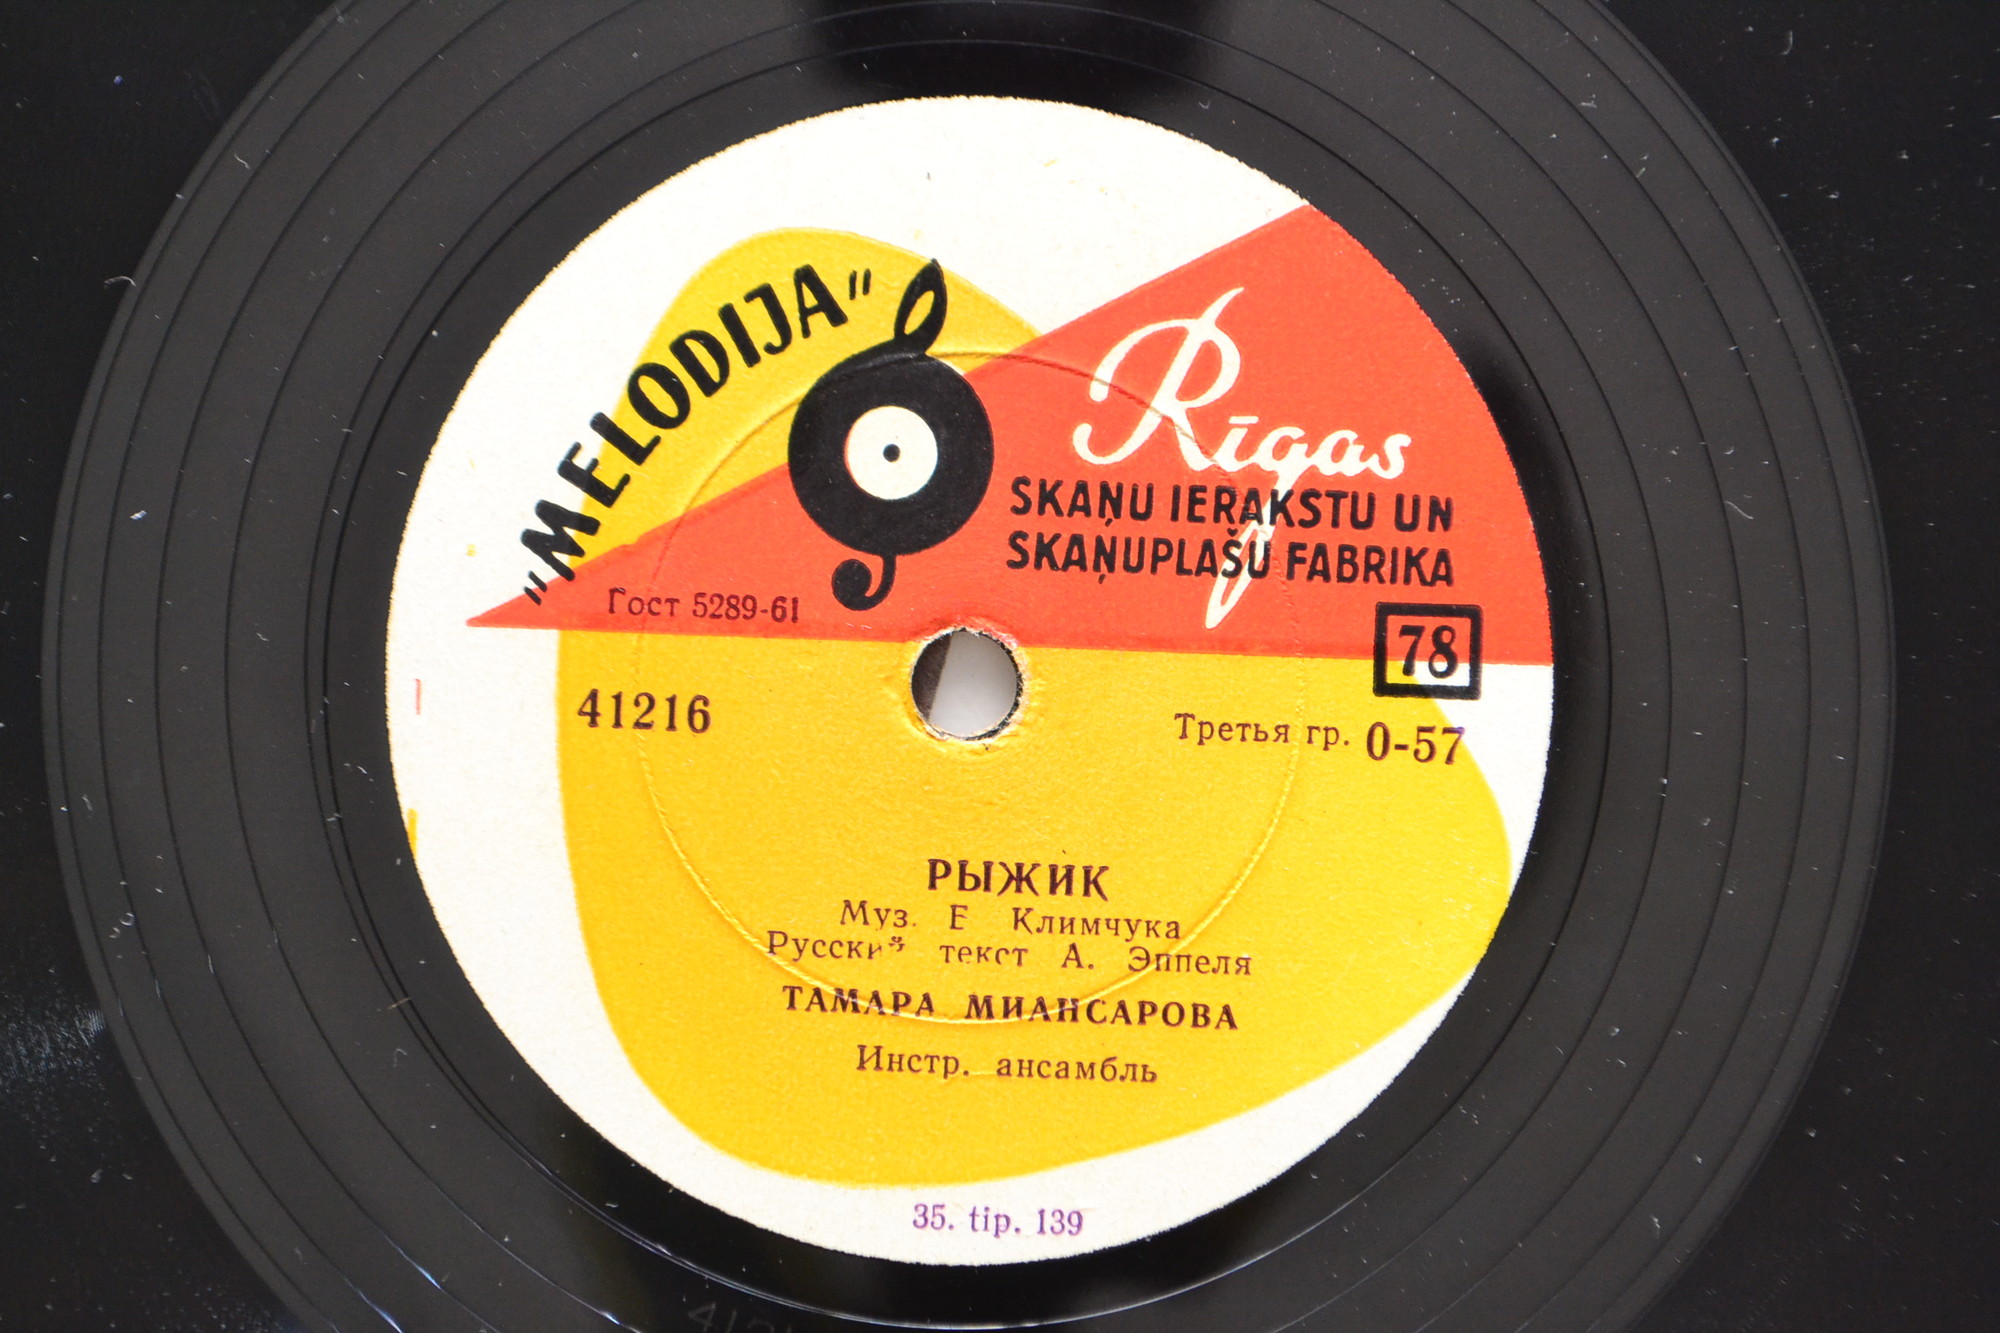 "MELODIJA"
Rīgas
SKAŅU IERAKSTU UN
SKAŅUPLAŠU FABRIKA
Гост 5289-61
78
41216
Третья гр. 0-57
РЫЖИК
Муз. Е Климчука
Русский текст А. Эппеля
ТАМАРА МИАНСАРОВА
Инстр. ансамбль
35. tip. 139